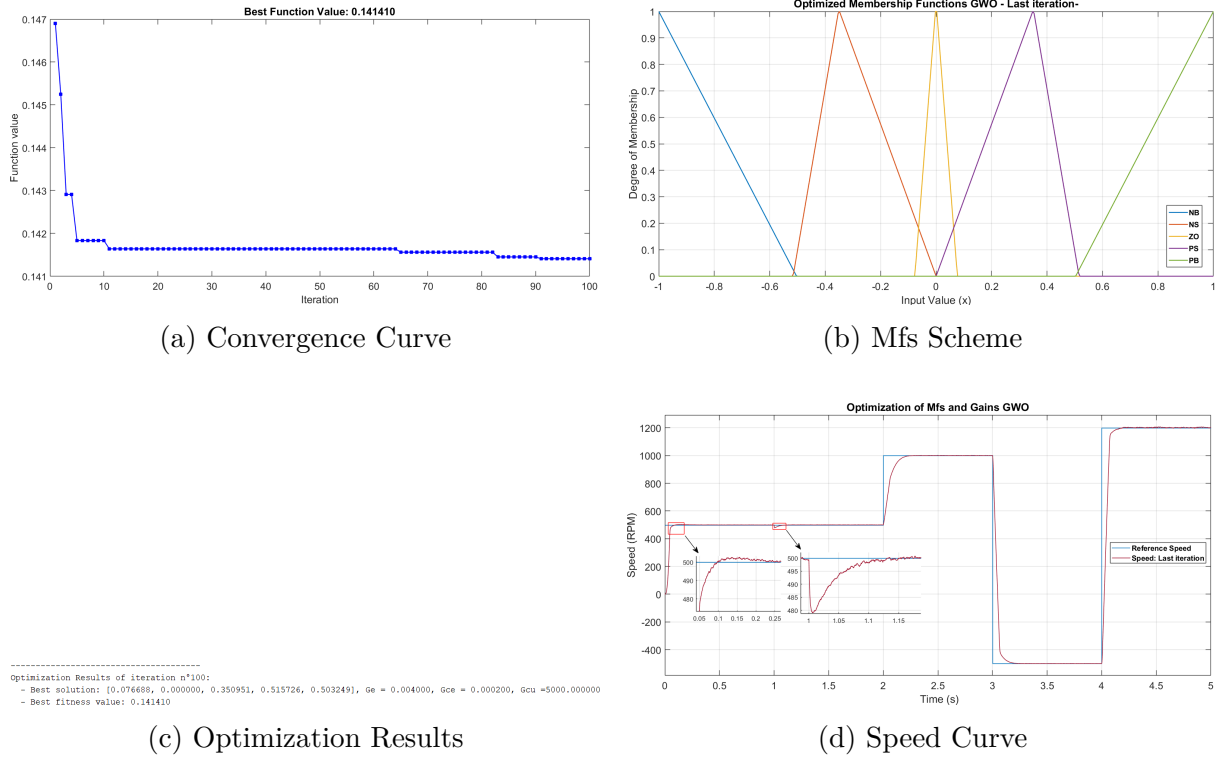 Best Function Value: 0.141410
0.147
0.146
0.145
0.144
0.143
0.142
0.141
Function value
0 10 20 30 40 50 60 70 80 90 100
Iteration
(a) Convergence Curve
Optimized Membership Functions GWO - Last iteration-
1
0.9
0.8
0.7
0.6
0.5
0.4
0.3
0.2
0.1
0
Degree of Membership
NB
NS
ZO
PS
PB
-1 -0.8 -0.6 -0.4 -0.2 0 0.2 0.4 0.6 0.8 1
Input Value (x)
(b) Mfs Scheme
--------------------------------------
Optimization Results of iteration n°100:
- Best solution: [0.076688, 0.000000, 0.350951, 0.515726, 0.503249], Ge = 0.004000, Gce = 0.000200, Gcu =5000.000000
- Best fitness value: 0.141410
(c) Optimization Results
Optimization of Mfs and Gains GWO
1200
1000
800
600
400
200
0
-200
-400
Speed (RPM)
500
490
480
0.05 0.1 0.15 0.2 0.25
500
495
490
485
480
1 1.05 1.1 1.15
Reference Speed
Speed: Last iteration
0 0.5 1 1.5 2 2.5 3 3.5 4 4.5 5
Time (s)
(d) Speed Curve